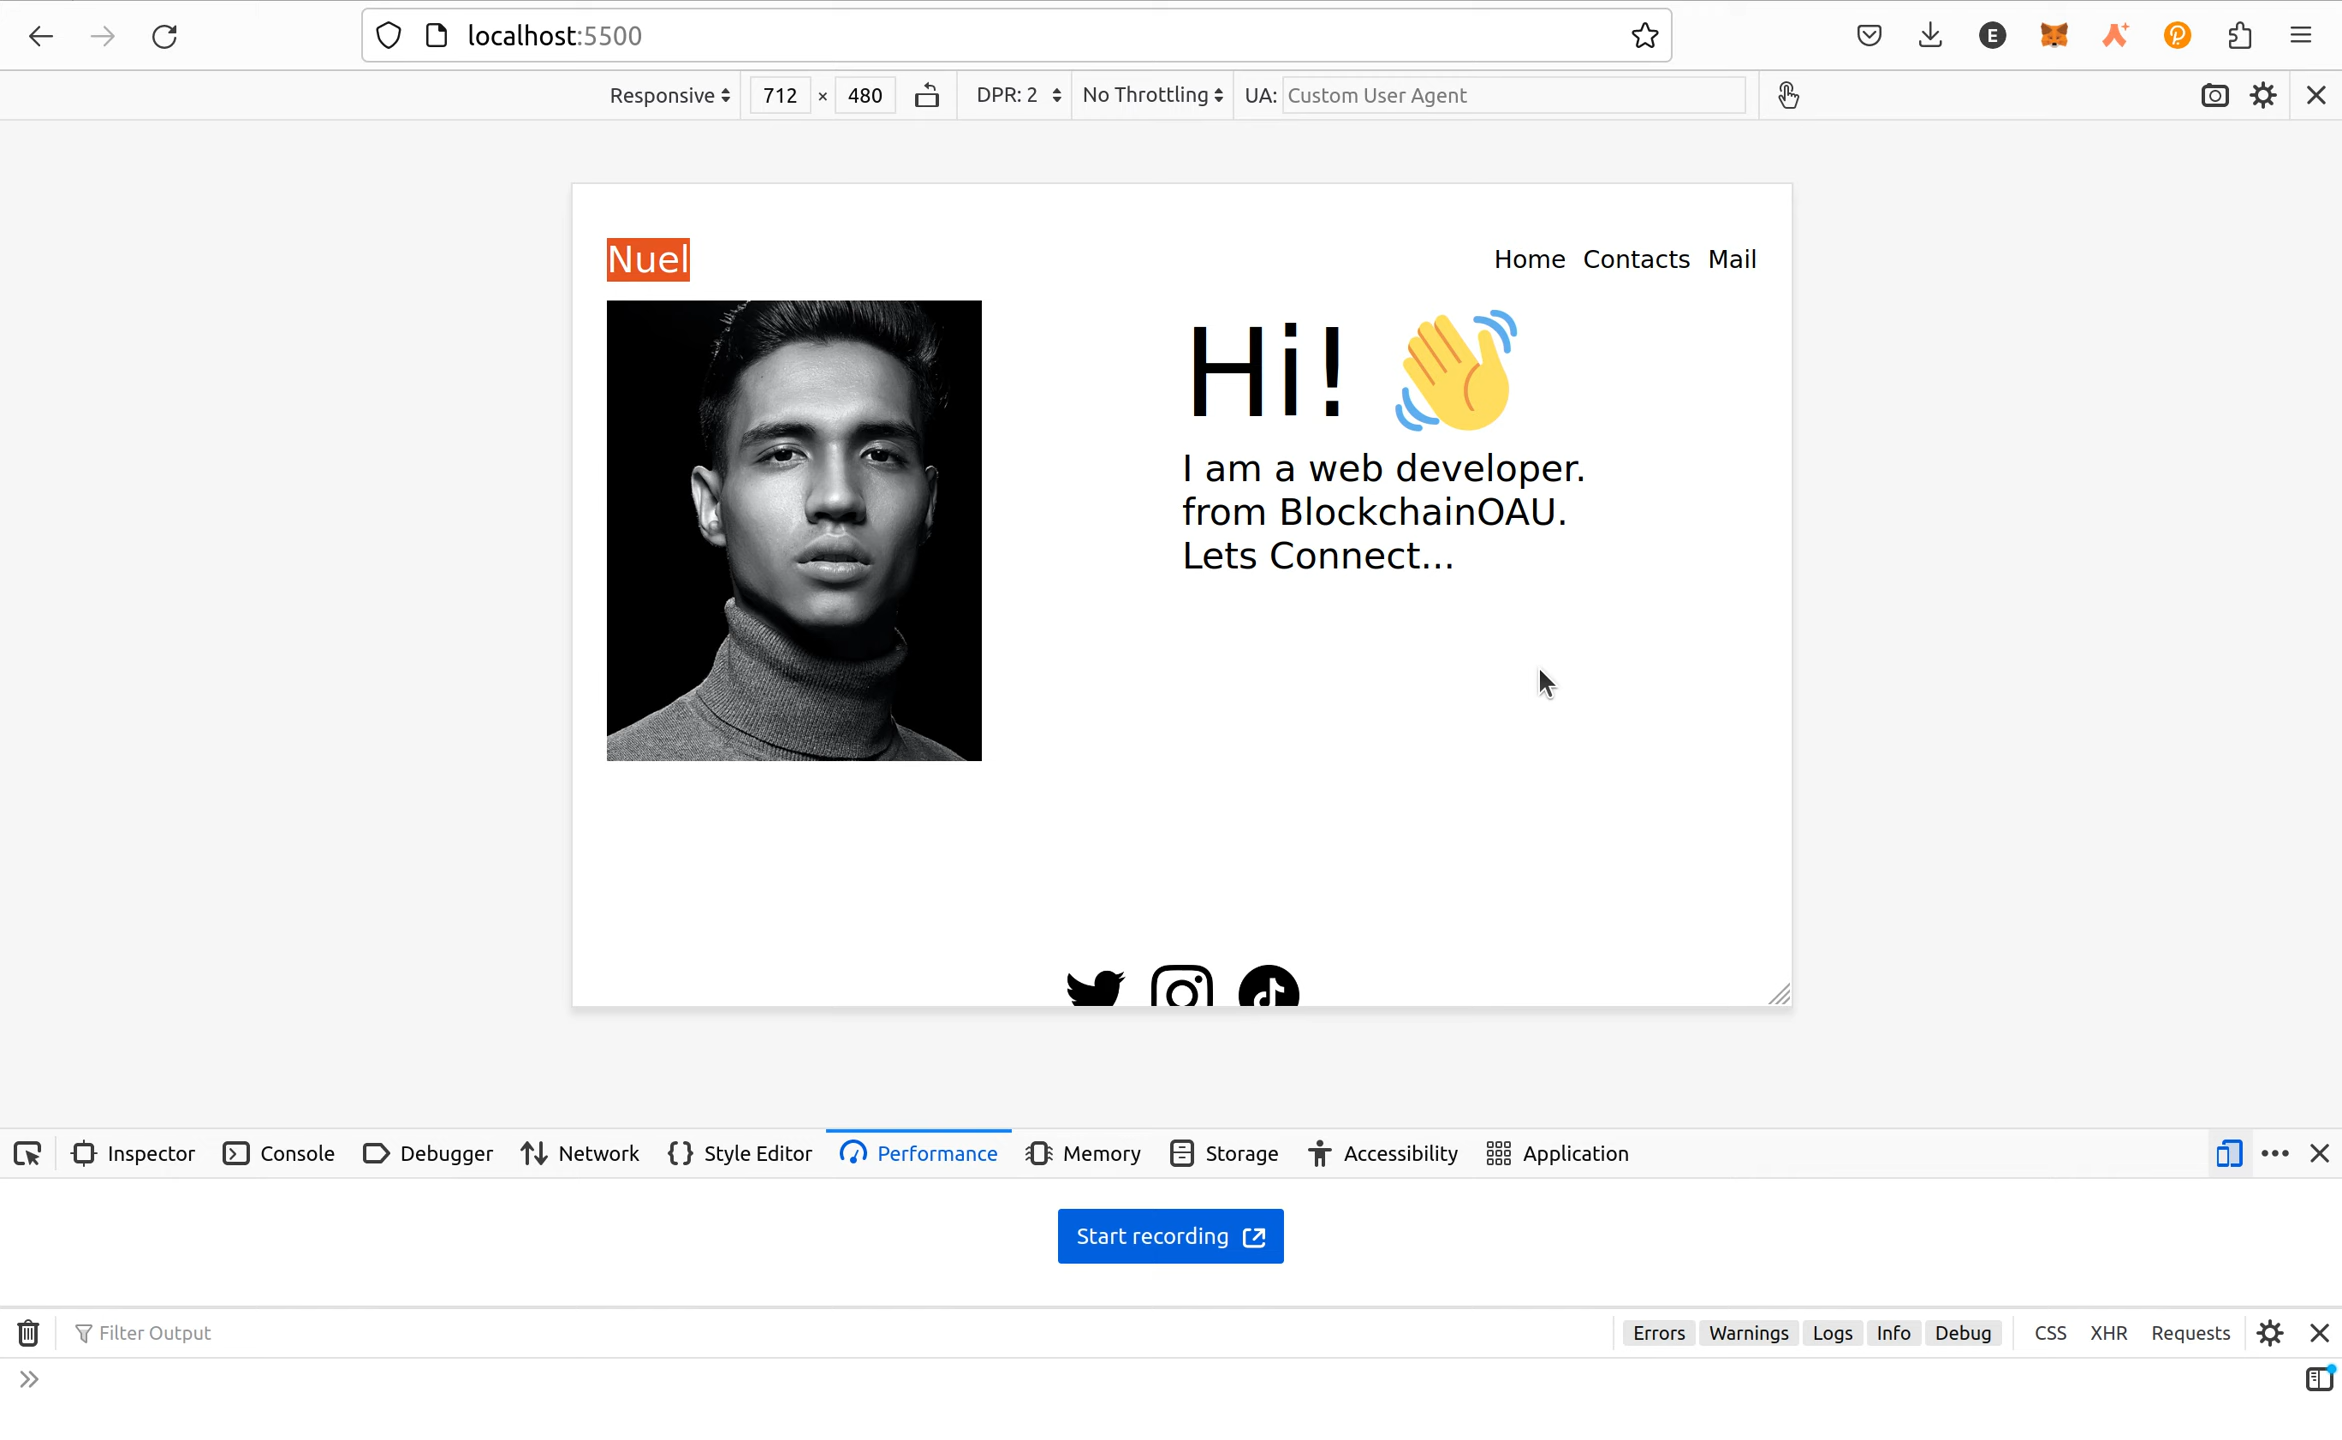 localhost:5500
Responsive 712 × 480 DPR: 2 No Throttling UA: Custom User Agent
Nuel
Home Contacts Mail
Hi! 👋
I am a web developer.
from BlockchainOAU.
Lets Connect...
Inspector Console Debugger Network Style Editor Performance Memory Storage Accessibility Application
Start recording
Filter Output Errors Warnings Logs Info Debug CSS XHR Requests